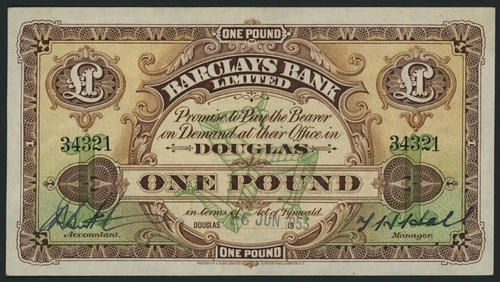 ONE POUND
BARCLAYS BANK
LIMITED
£ £
Promise to Pay the Bearer
on Demand at their Office in
34321 34321
DOUGLAS
ONE POUND
in terms of Act of Tynwald.
DOUGLAS 6 JUN 1953
Accountant. Manager.
ONE POUND